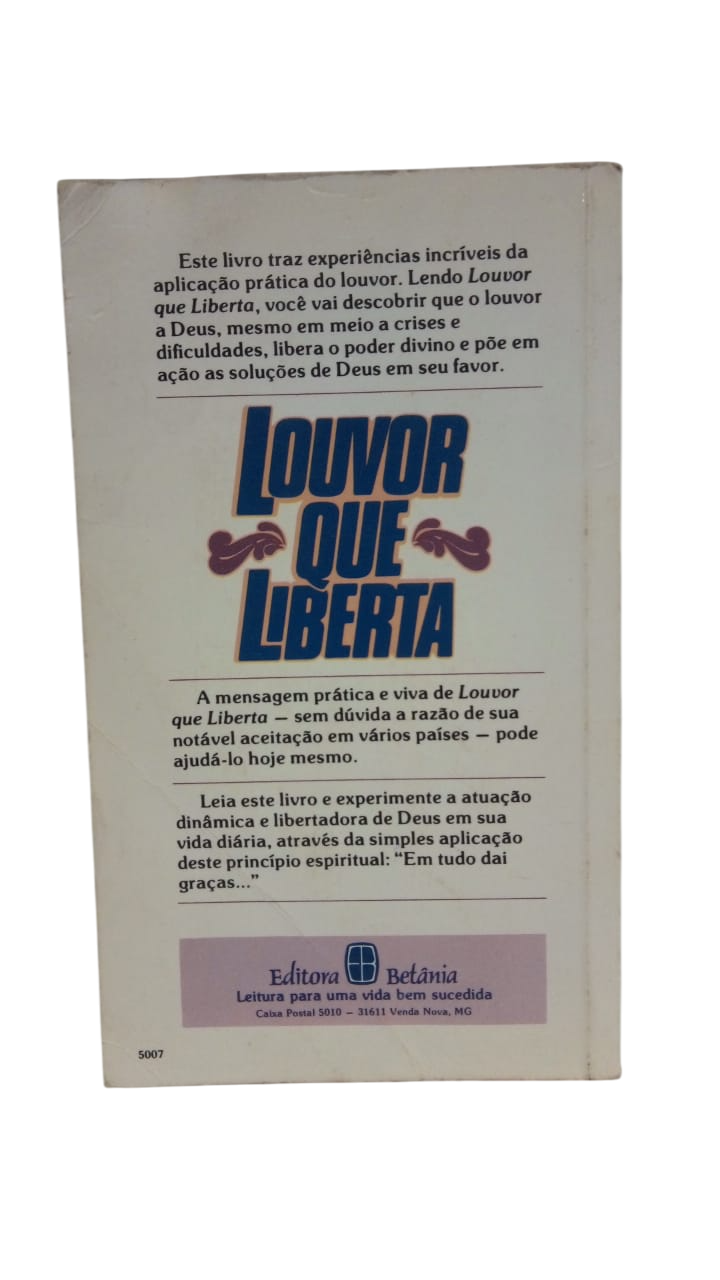 Este livro traz experiências incríveis da
aplicação prática do louvor. Lendo Louvor
que Liberta, você vai descobrir que o louvor
a Deus, mesmo em meio a crises e
dificuldades, libera o poder divino e põe em
ação as soluções de Deus em seu favor.
LOUVOR
QUE
LIBERTA
A mensagem prática e viva de Louvor
que Liberta — sem dúvida a razão de sua
notável aceitação em vários países — pode
ajudá-lo hoje mesmo.
Leia este livro e experimente a atuação
dinâmica e libertadora de Deus em sua
vida diária, através da simples aplicação
deste princípio espiritual: “Em tudo dai
graças...”
Editora Betânia
Leitura para uma vida bem sucedida
Caixa Postal 5010 — 31611 Venda Nova, MG
5007